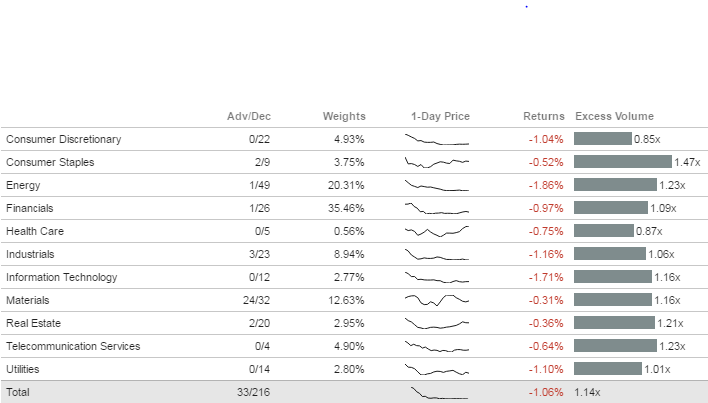 Adv/Dec Weights 1-Day Price Returns Excess Volume
Consumer Discretionary 0/22 4.93% -1.04% 0.85x
Consumer Staples 2/9 3.75% -0.52% 1.47x
Energy 1/49 20.31% -1.86% 1.23x
Financials 1/26 35.46% -0.97% 1.09x
Health Care 0/5 0.56% -0.75% 0.87x
Industrials 3/23 8.94% -1.16% 1.06x
Information Technology 0/12 2.77% -1.71% 1.16x
Materials 24/32 12.63% -0.31% 1.16x
Real Estate 2/20 2.95% -0.36% 1.21x
Telecommunication Services 0/4 4.90% -0.64% 1.23x
Utilities 0/14 2.80% -1.10% 1.01x
Total 33/216 -1.06% 1.14x